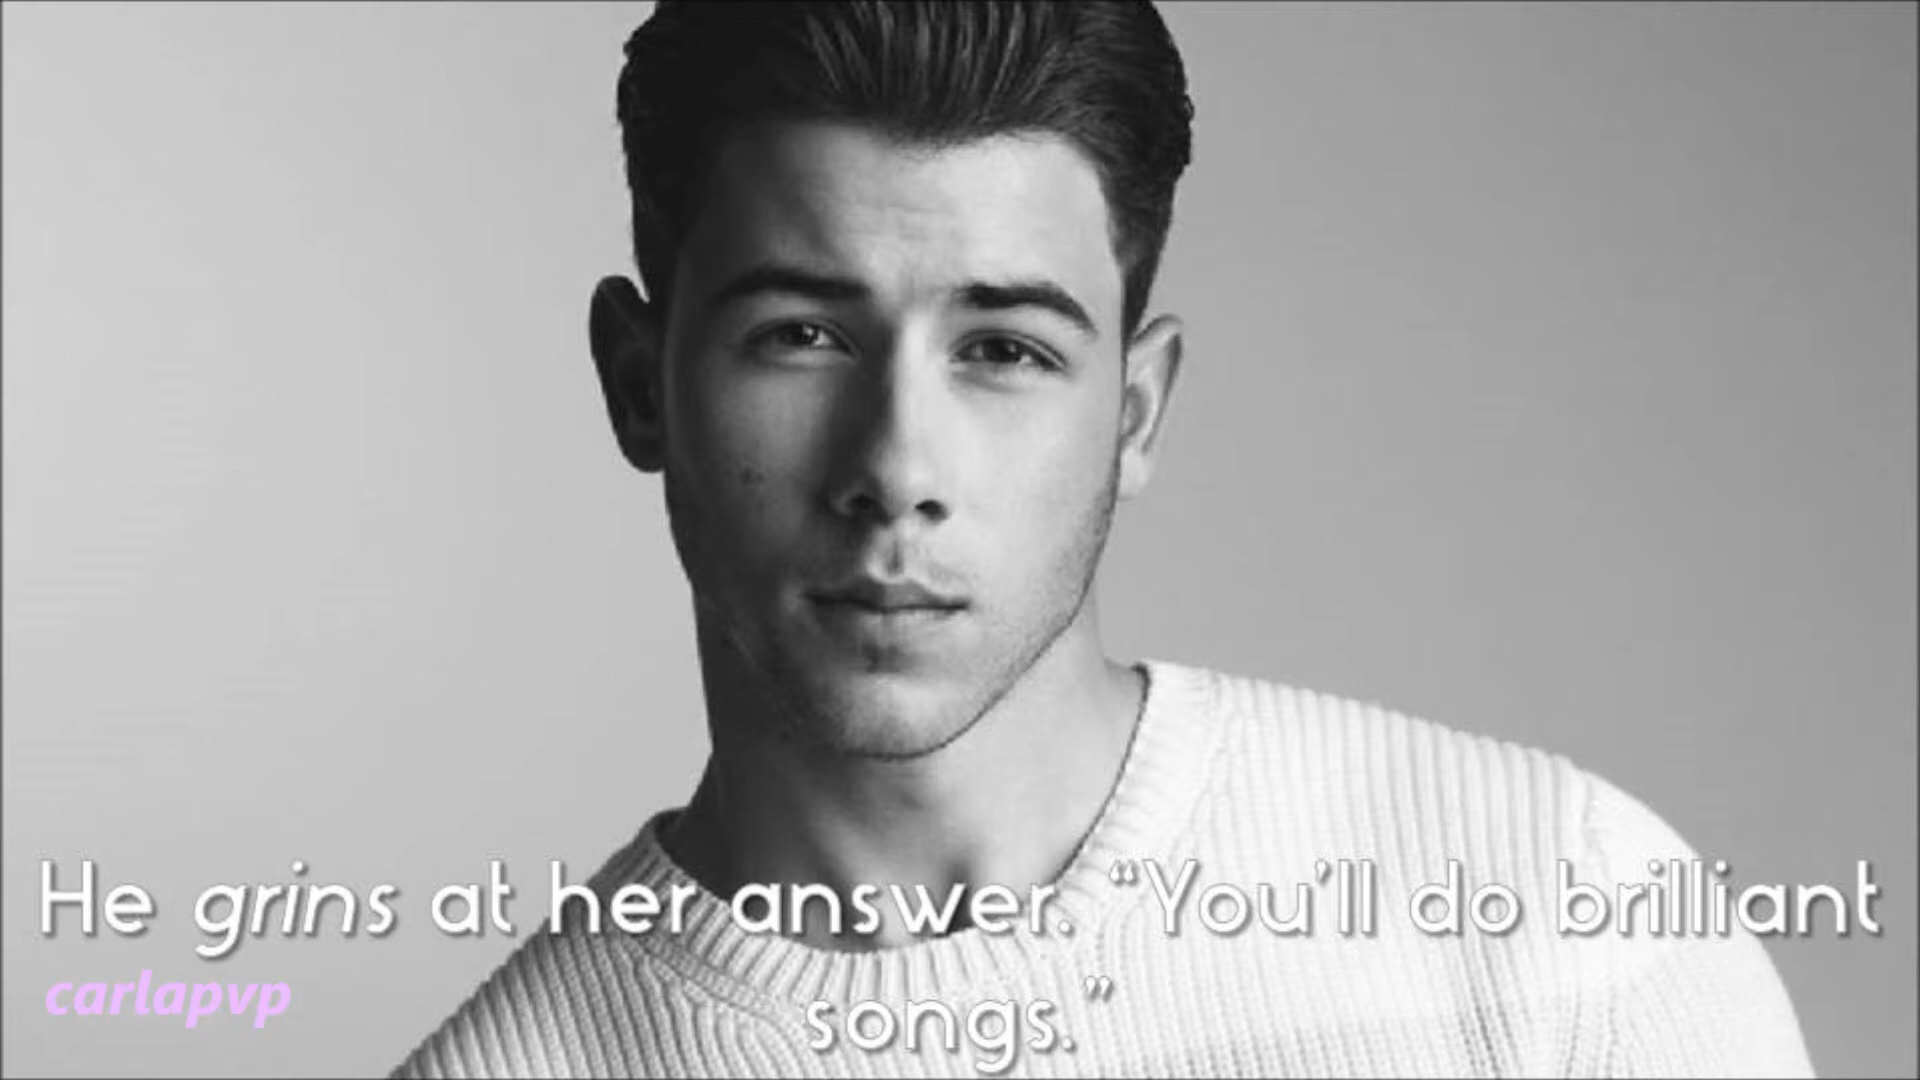 He grins at her answer. “You’ll do brilliant
songs.”
carlapvp